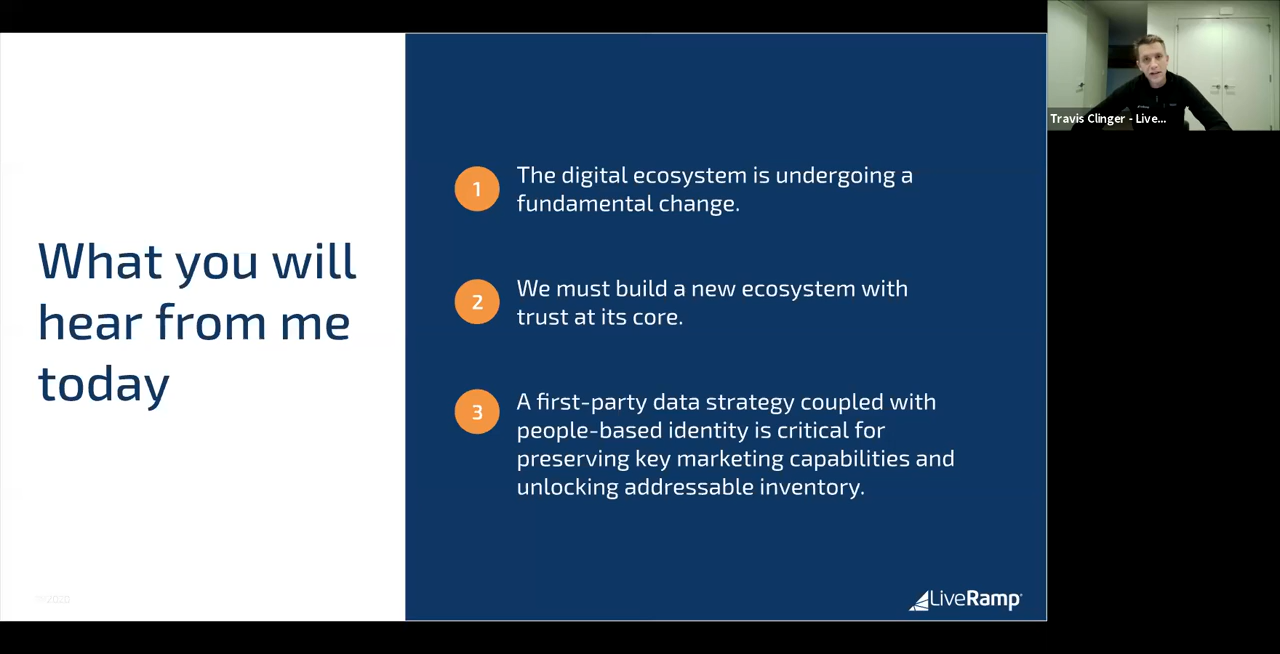 What you will
hear from me
today
1
The digital ecosystem is undergoing a
fundamental change.
2
We must build a new ecosystem with
trust at its core.
3
A first-party data strategy coupled with
people-based identity is critical for
preserving key marketing capabilities and
unlocking addressable inventory.
LiveRamp
Travis Clinger - Live...